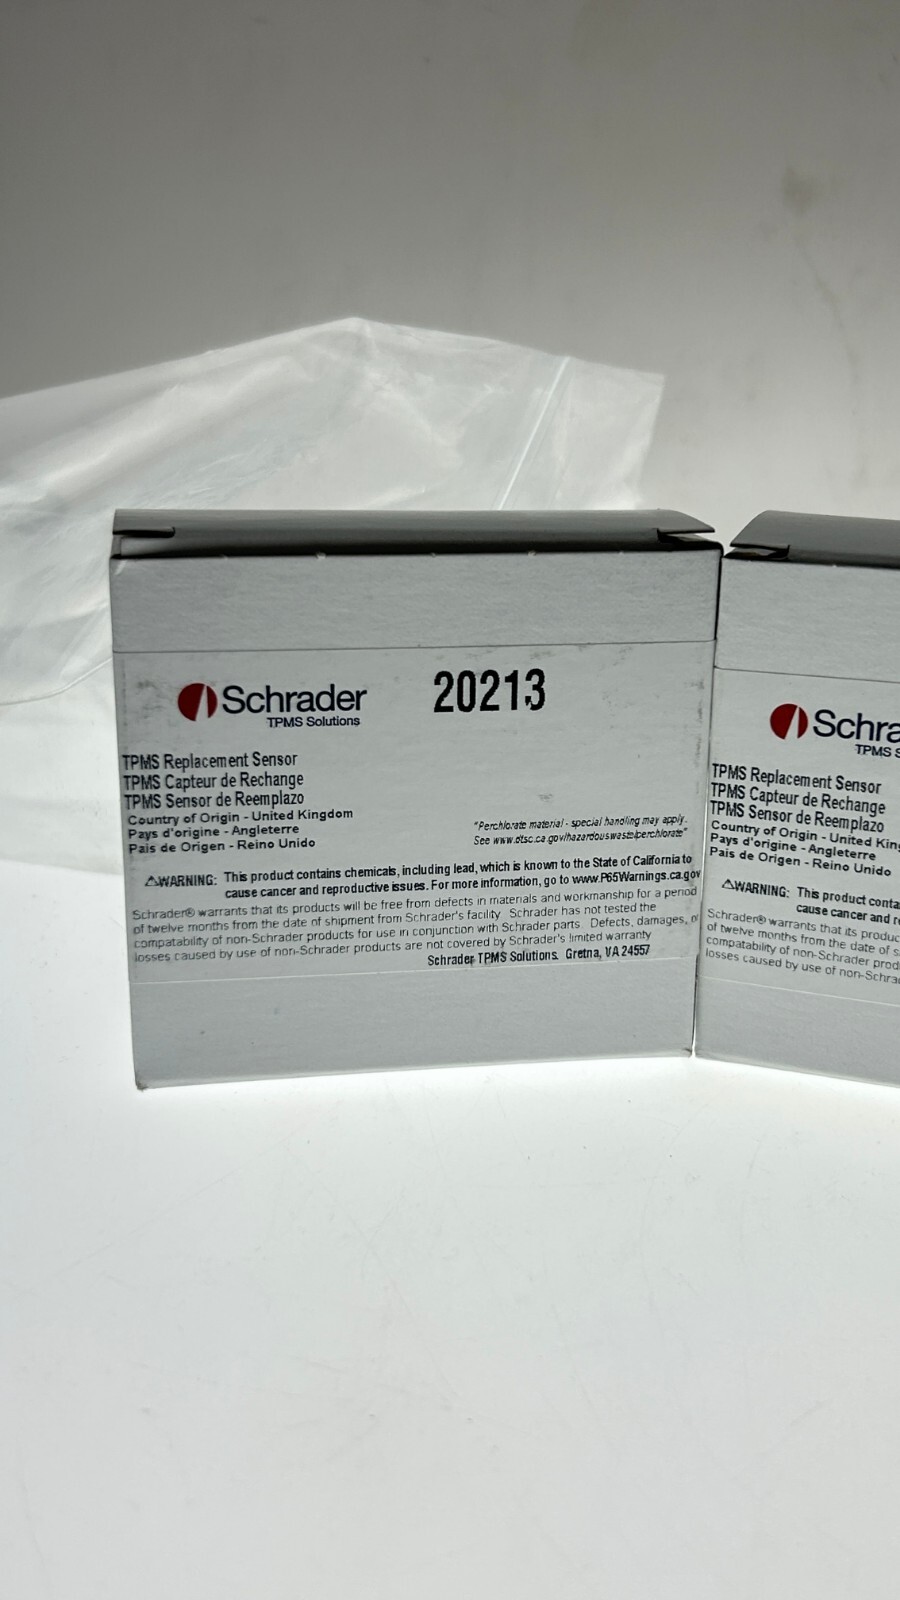 Schrader
TPMS Solutions
20213
TPMS Replacement Sensor
TPMS Capteur de Rechange
TPMS Sensor de Reemplazo
Country of Origin - United Kingdom
Pays d'origine - Angleterre
Pais de Origen - Reino Unido
"Perchlorate material - special handling may apply.
See www.dtsc.ca.gov/hazardouswaste/perchlorate"
⚠WARNING: This product contains chemicals, including lead, which is known to the State of California to
cause cancer and reproductive issues. For more information, go to www.P65Warnings.ca.gov
Schrader® warrants that its products will be free from defects in materials and workmanship for a period
of twelve months from the date of shipment from Schrader's facility. Schrader has not tested the
compatability of non-Schrader products for use in conjunction with Schrader parts. Defects, damages, or
losses caused by use of non-Schrader products are not covered by Schrader's limited warranty
Schrader TPMS Solutions. Gretna, VA 24557
Schra
TPMS S
TPMS Replacement Sensor
TPMS Capteur de Rechange
TPMS Sensor de Reemplazo
Country of Origin - United King
Pays d'origine - Angleterre
Pais de Origen - Reino Unido
⚠WARNING: This product conta
cause cancer and r
Schrader® warrants that its produc
of twelve months from the date of s
compatability of non-Schrader prod
losses caused by use of non-Schra